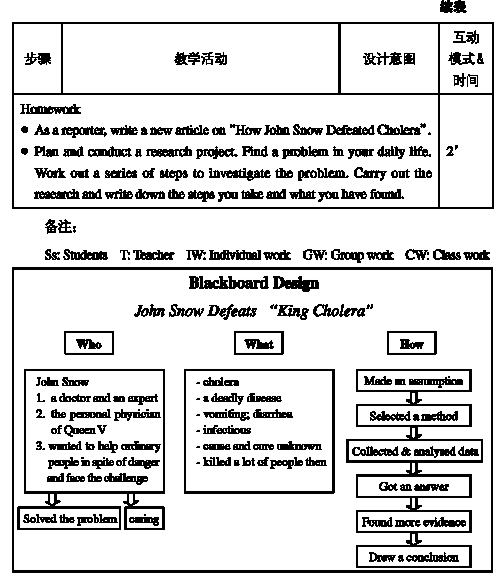 续表
步骤 教学活动 设计意图 互动模式&时间
Homework
● As a reporter, write a new article on "How John Snow Defeated Cholera".
● Plan and conduct a research project. Find a problem in your daily life.
Work out a series of steps to investigate the problem. Carry out the
research and write down the steps you take and what you have found.
2'
备注：
Ss: Students T: Teacher IW: Individual work GW: Group work CW: Class work
Blackboard Design
John Snow Defeats "King Cholera"
Who
John Snow
1. a doctor and an expert
2. the personal physician
of Queen V
3. wanted to help ordinary
people in spite of danger
and face the challenge
Solved the problem
caring
What
- cholera
- a deadly disease
- vomiting; diarrhea
- infectious
- cause and cure unknown
- killed a lot of people then
How
Made an assumption
Selected a method
Collected & analysed data
Got an answer
Found more evidence
Drew a conclusion